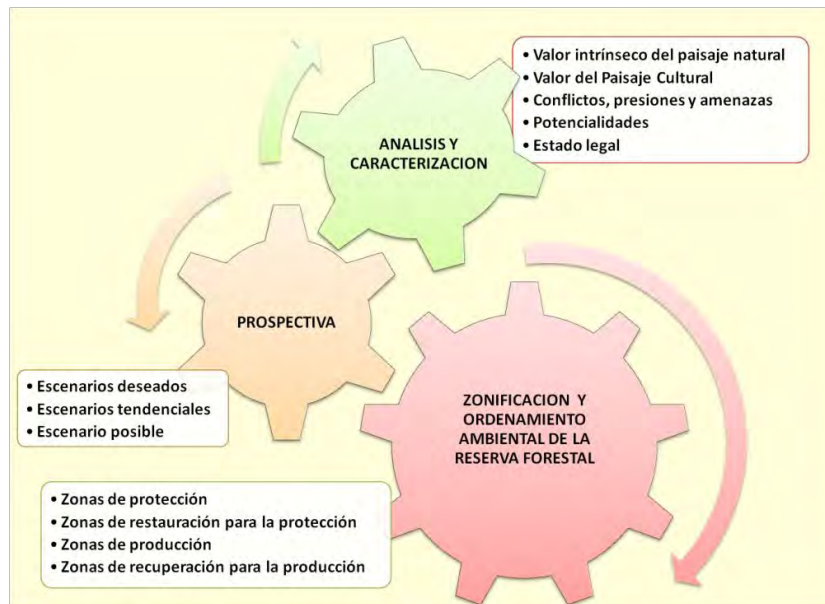 • Valor intrínseco del paisaje natural
• Valor del Paisaje Cultural
• Conflictos, presiones y amenazas
• Potencialidades
• Estado legal
ANALISIS Y
CARACTERIZACION
PROSPECTIVA
• Escenarios deseados
• Escenarios tendenciales
• Escenario posible
ZONIFICACION Y
ORDENAMIENTO
AMBIENTAL DE LA
RESERVA FORESTAL
• Zonas de protección
• Zonas de restauración para la protección
• Zonas de producción
• Zonas de recuperación para la producción